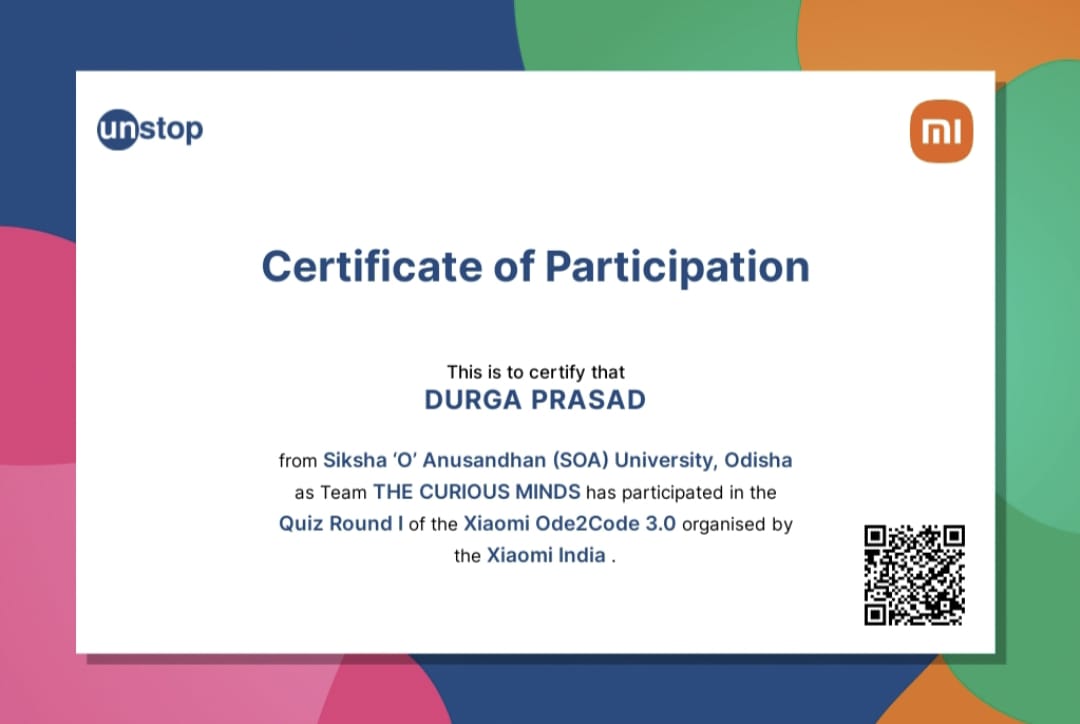 unstop
mi
Certificate of Participation
This is to certify that
DURGA PRASAD
from Siksha ‘O’ Anusandhan (SOA) University, Odisha
as Team THE CURIOUS MINDS has participated in the
Quiz Round I of the Xiaomi Ode2Code 3.0 organised by
the Xiaomi India .